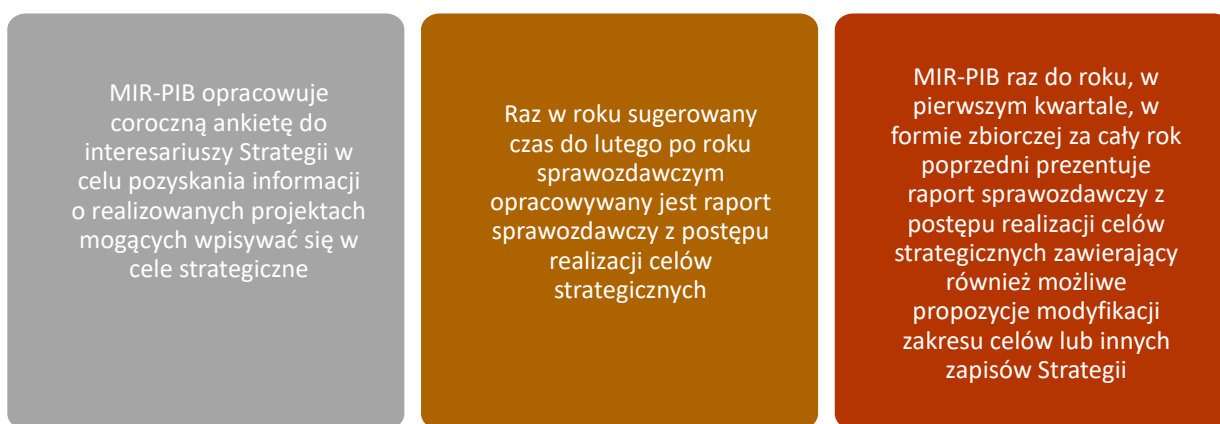 MIR-PIB opracowuje
coroczną ankietę do
interesariuszy Strategii w
celu pozyskania informacji
o realizowanych projektach
mogących wpisywać się w
cele strategiczne
Raz w roku sugerowany
czas do lutego po roku
sprawozdawczym
opracowywany jest raport
sprawozdawczy z postępu
realizacji celów
strategicznych
MIR-PIB raz do roku, w
pierwszym kwartale, w
formie zbiorczej za cały rok
poprzedni prezentuje
raport sprawozdawczy z
postępu realizacji celów
strategicznych zawierający
również możliwe
propozycje modyfikacji
zakresu celów lub innych
zapisów Strategii